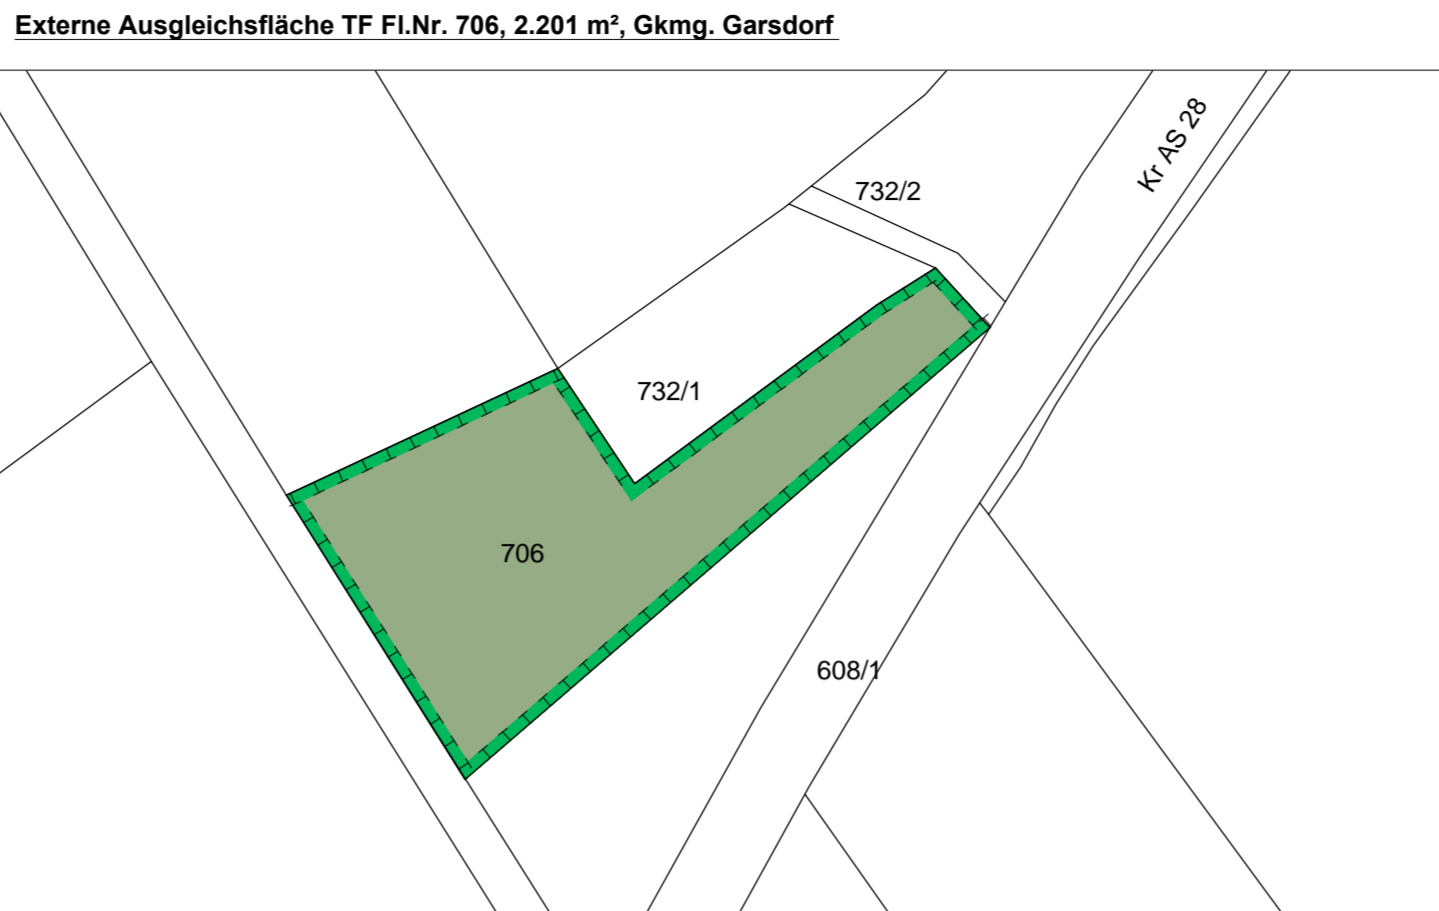 Externe Ausgleichsfläche TF Fl.Nr. 706, 2.201 m², Gkmg. Garsdorf
Kr AS 28
732/2
732/1
706
608/1